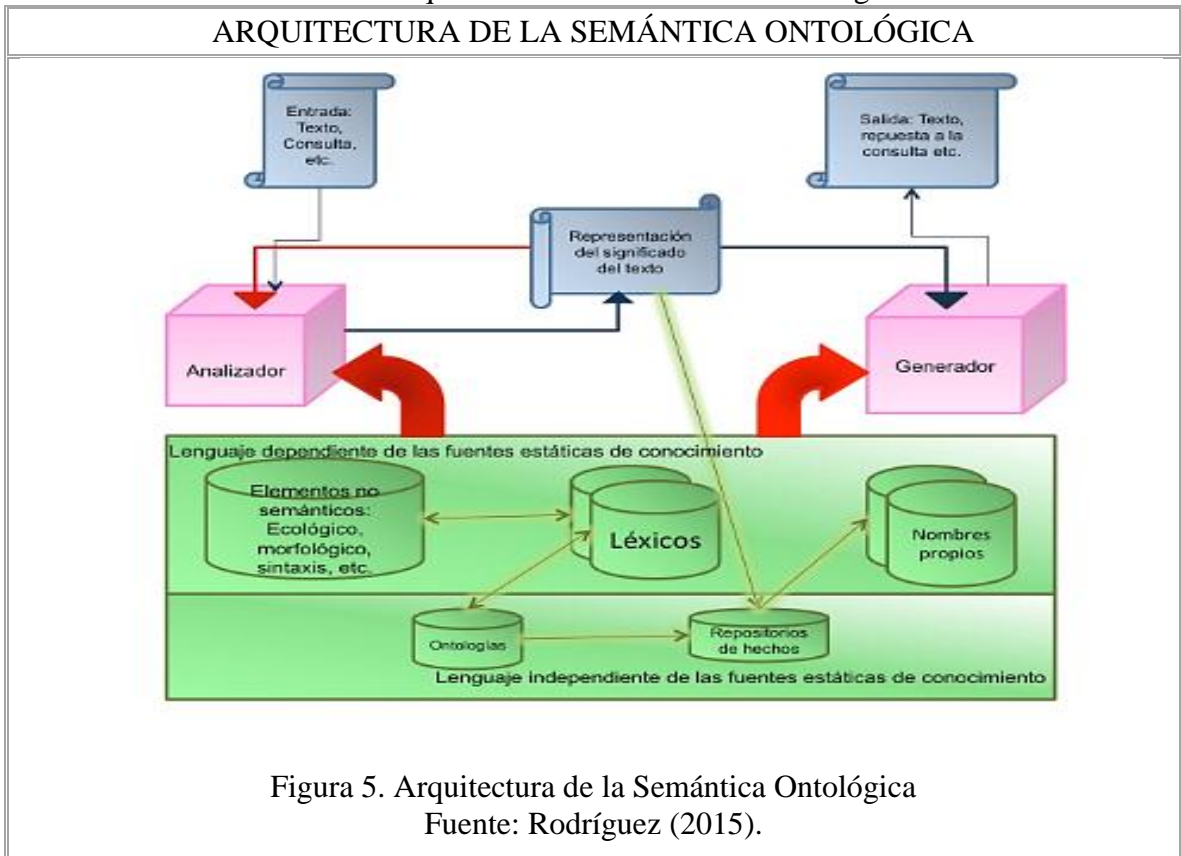 ARQUITECTURA DE LA SEMÁNTICA ONTOLÓGICA
Entrada:
Texto,
Consulta,
etc.
Salida: Texto,
repuesta a la
consulta etc.
Representación
del significado
del texto
Analizador
Generador
Lenguaje dependiente de las fuentes estáticas de conocimiento
Elementos no
semánticos:
Ecológico,
morfológico,
sintaxis, etc.
Léxicos
Nombres
propios
Ontologías
Repositorios
de hechos
Lenguaje independiente de las fuentes estáticas de conocimiento
Figura 5. Arquitectura de la Semántica Ontológica
Fuente: Rodríguez (2015).